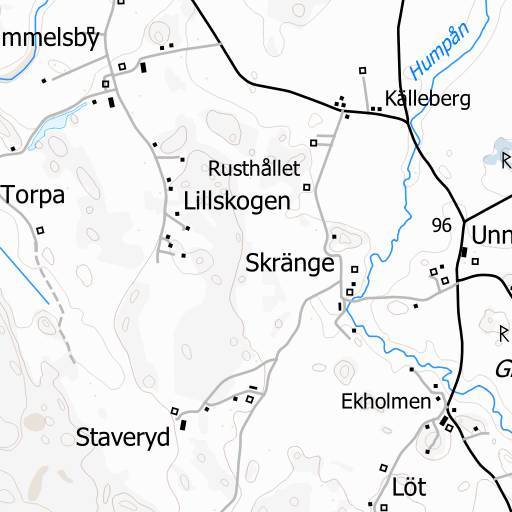 mmelsby
Humpån
Källeberg
Rusthållet
R
Torpa
Lillskogen
96
Unn
Skränge
R
G
Ekholmen
Staveryd
Löt